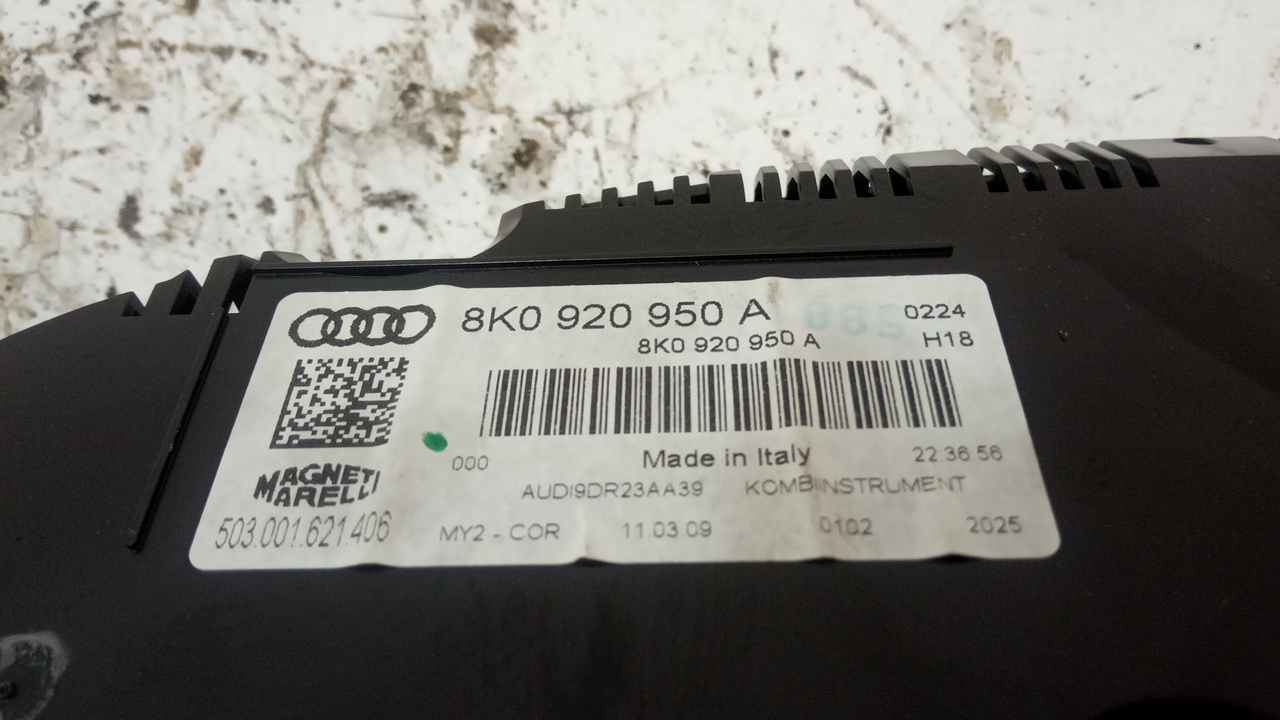 8K0 920 950 A 0224
8K0 920 950 A H18
000 Made in Italy 22 36 56
MAGNETI
MARELLI
AUDI9DR23AA39 KOMBIINSTRUMENT
503.001.621.406 MY2 - COR 11 03 09 0102 2025